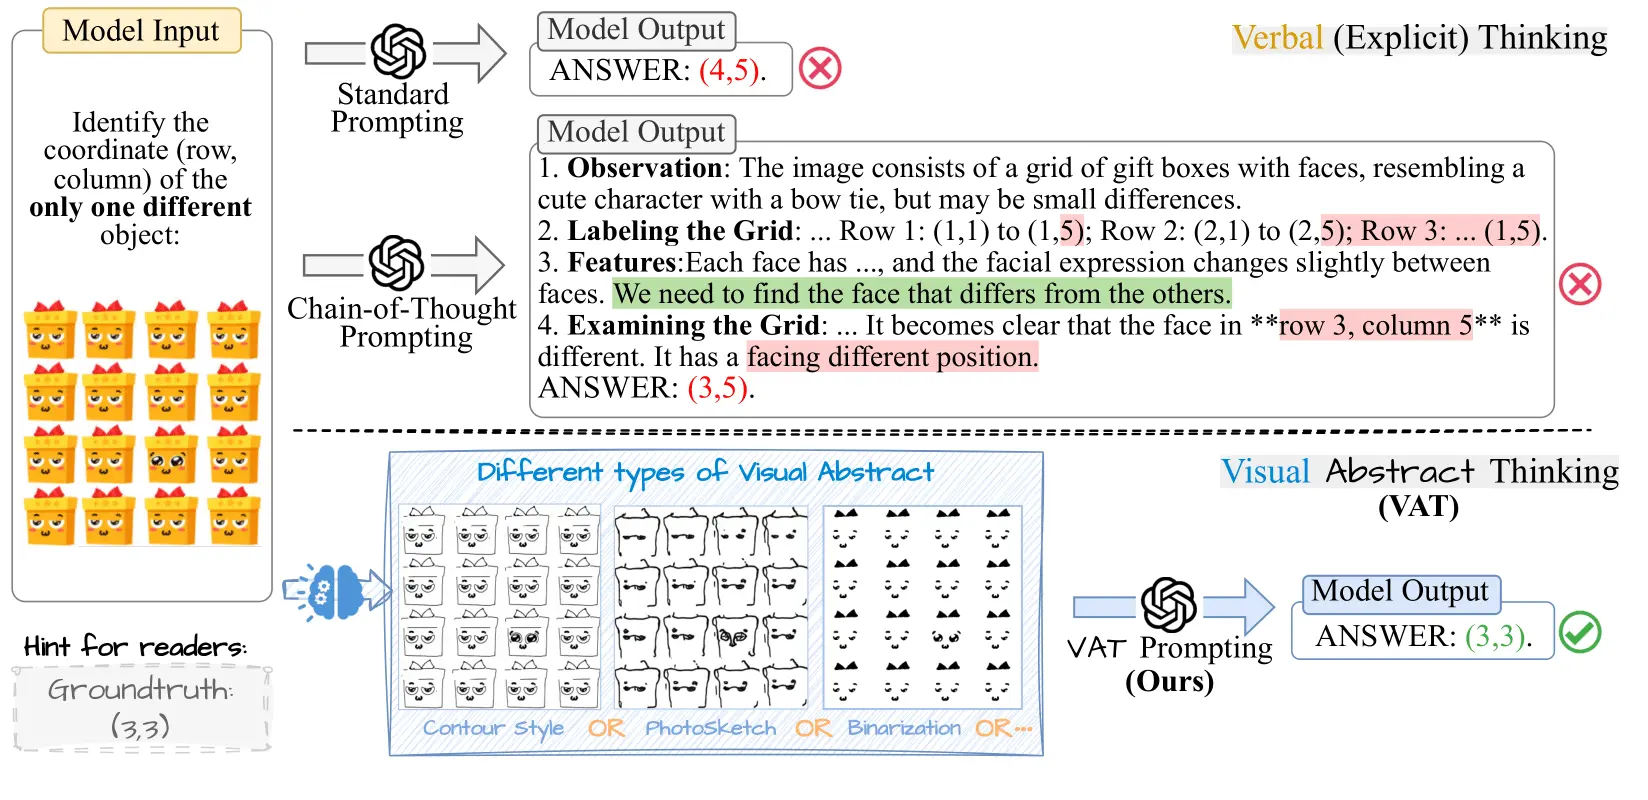 Model Input
Identify the
coordinate (row,
column) of the
only one different
object:
Hint for readers:
Groundtruth:
(3,3)
Standard
Prompting
Model Output
ANSWER: (4,5).
Verbal (Explicit) Thinking
Chain-of-Thought
Prompting
Model Output
1. Observation: The image consists of a grid of gift boxes with faces, resembling a
cute character with a bow tie, but may be small differences.
2. Labeling the Grid: ... Row 1: (1,1) to (1,5); Row 2: (2,1) to (2,5); Row 3: ... (1,5).
3. Features:Each face has ..., and the facial expression changes slightly between
faces. We need to find the face that differs from the others.
4. Examining the Grid: ... It becomes clear that the face in **row 3, column 5** is
different. It has a facing different position.
ANSWER: (3,5).
Different types of Visual Abstract
Contour Style OR PhotoSketch OR Binarization OR...
Visual Abstract Thinking
(VAT)
VAT Prompting
(Ours)
Model Output
ANSWER: (3,3).